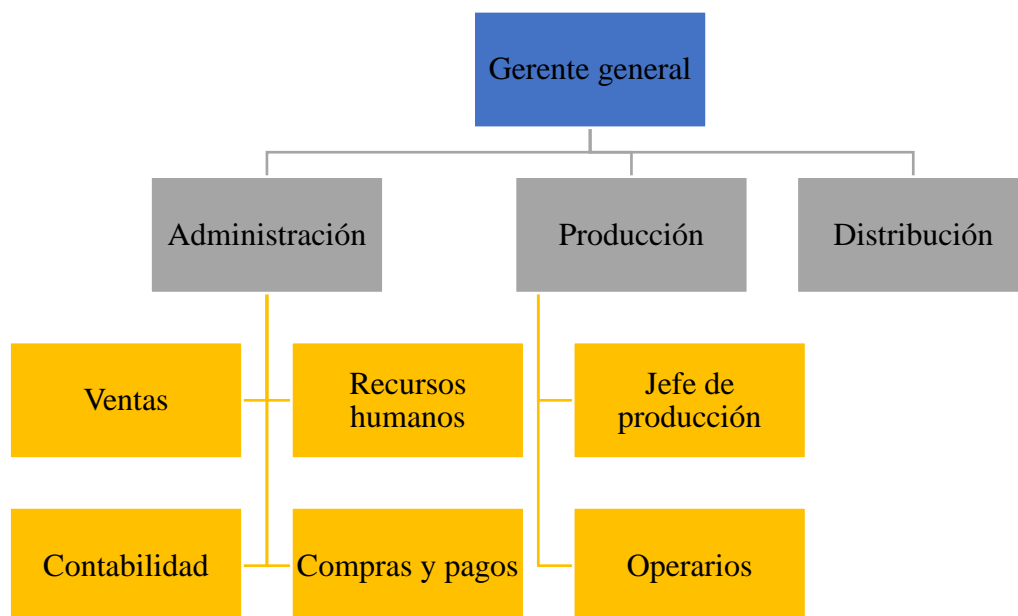 Gerente general
Administración
Producción
Distribución
Ventas
Recursos
humanos
Jefe de
producción
Contabilidad
Compras y pagos
Operarios